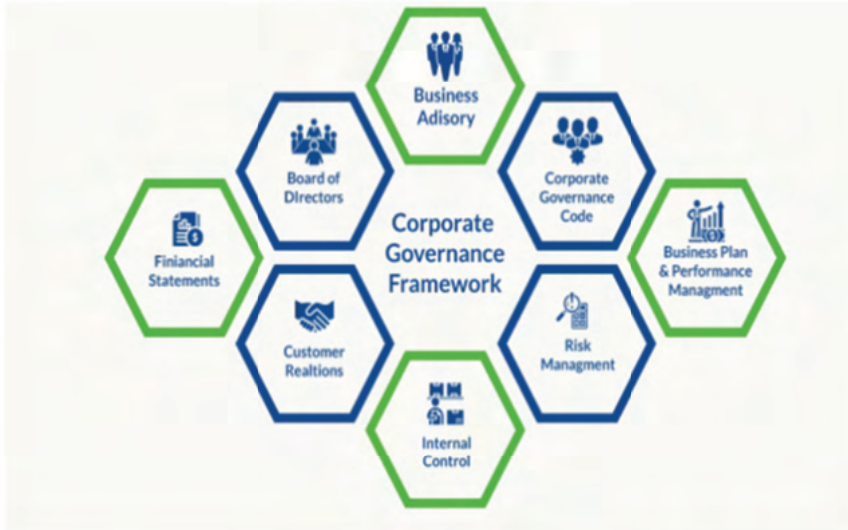 Business
Adisory
Board of
DIrectors
Corporate
Governance
Code
Corporate
Governance
Framework
Finiancial
Statements
Business Plan
& Performance
Managment
Customer
Realtions
Risk
Managment
Internal
Control